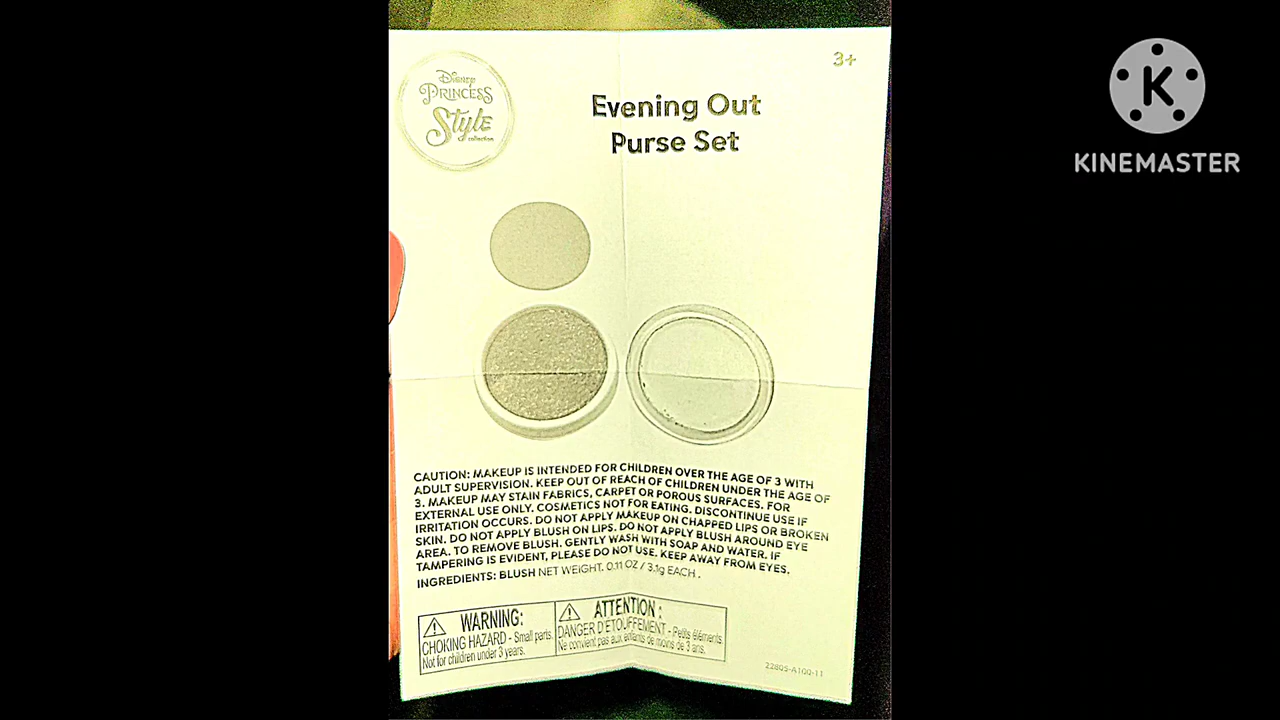 Disney
PRINCESS
Style
collection
3+
Evening Out
Purse Set
CAUTION: MAKEUP IS INTENDED FOR CHILDREN OVER THE AGE OF 3 WITH
ADULT SUPERVISION. KEEP OUT OF REACH OF CHILDREN UNDER THE AGE OF
3. MAKEUP MAY STAIN FABRICS, CARPET OR POROUS SURFACES. FOR
EXTERNAL USE ONLY. COSMETICS NOT FOR EATING. DISCONTINUE USE IF
IRRITATION OCCURS. DO NOT APPLY MAKEUP ON CHAPPED LIPS OR BROKEN
SKIN. DO NOT APPLY BLUSH ON LIPS. DO NOT APPLY BLUSH AROUND EYE
AREA. TO REMOVE BLUSH. GENTLY WASH WITH SOAP AND WATER. IF
TAMPERING IS EVIDENT, PLEASE DO NOT USE. KEEP AWAY FROM EYES.
INGREDIENTS: BLUSH NET WEIGHT. 0.11 OZ / 3.1g EACH.
WARNING:
CHOKING HAZARD - Small parts.
Not for children under 3 years.
ATTENTION :
DANGER D'ETOUFFEMENT - Petits éléments.
Ne convient pas aux enfants de moins de 3 ans.
22805-A100-11
K
KINEMASTER